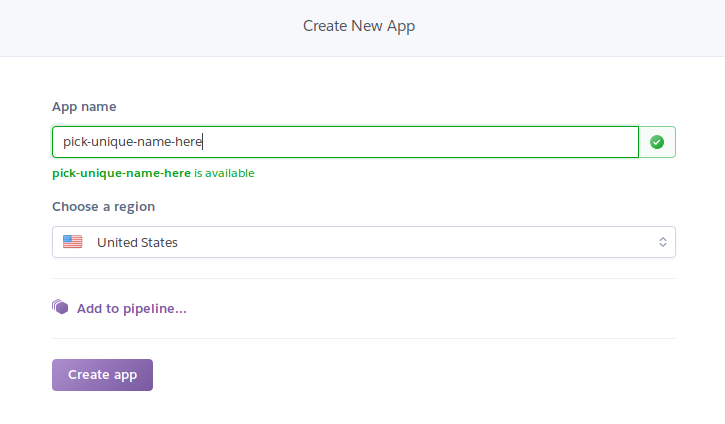 Create New App
App name
pick-unique-name-here
pick-unique-name-here is available
Choose a region
United States
Add to pipeline...
Create app